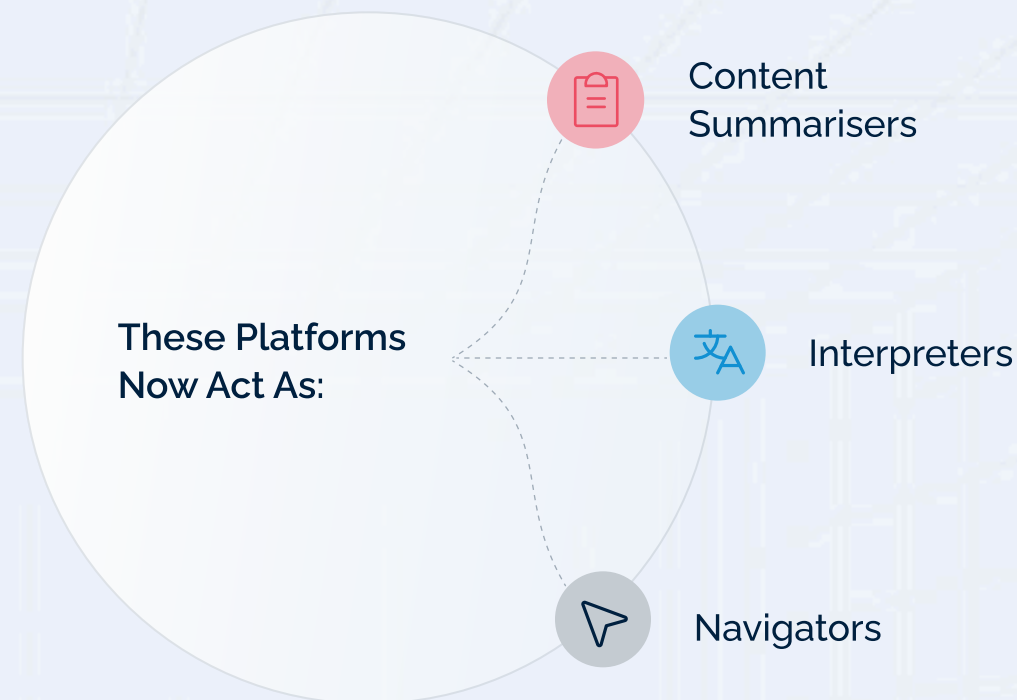 Content
Summarisers
These Platforms
Now Act As:
Interpreters
Navigators